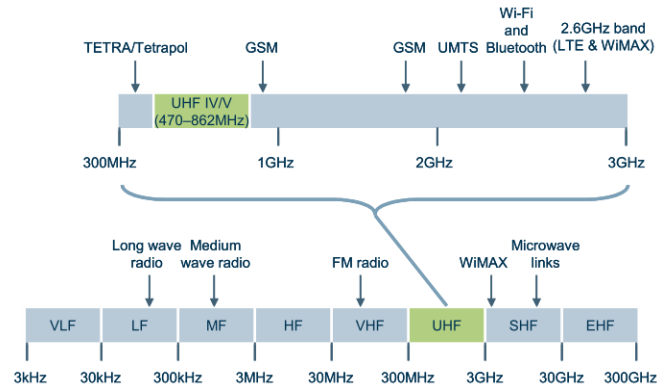 Wi-Fi
and
Bluetooth
2.6GHz band
(LTE & WiMAX)
TETRA/Tetrapol
GSM
GSM
UMTS
UHF IV/V
(470–862MHz)
300MHz
1GHz
2GHz
3GHz
Long wave
radio
Medium
wave radio
FM radio
WiMAX
Microwave
links
VLF
LF
MF
HF
VHF
UHF
SHF
EHF
3kHz
30kHz
300kHz
3MHz
30MHz
300MHz
3GHz
30GHz
300GHz